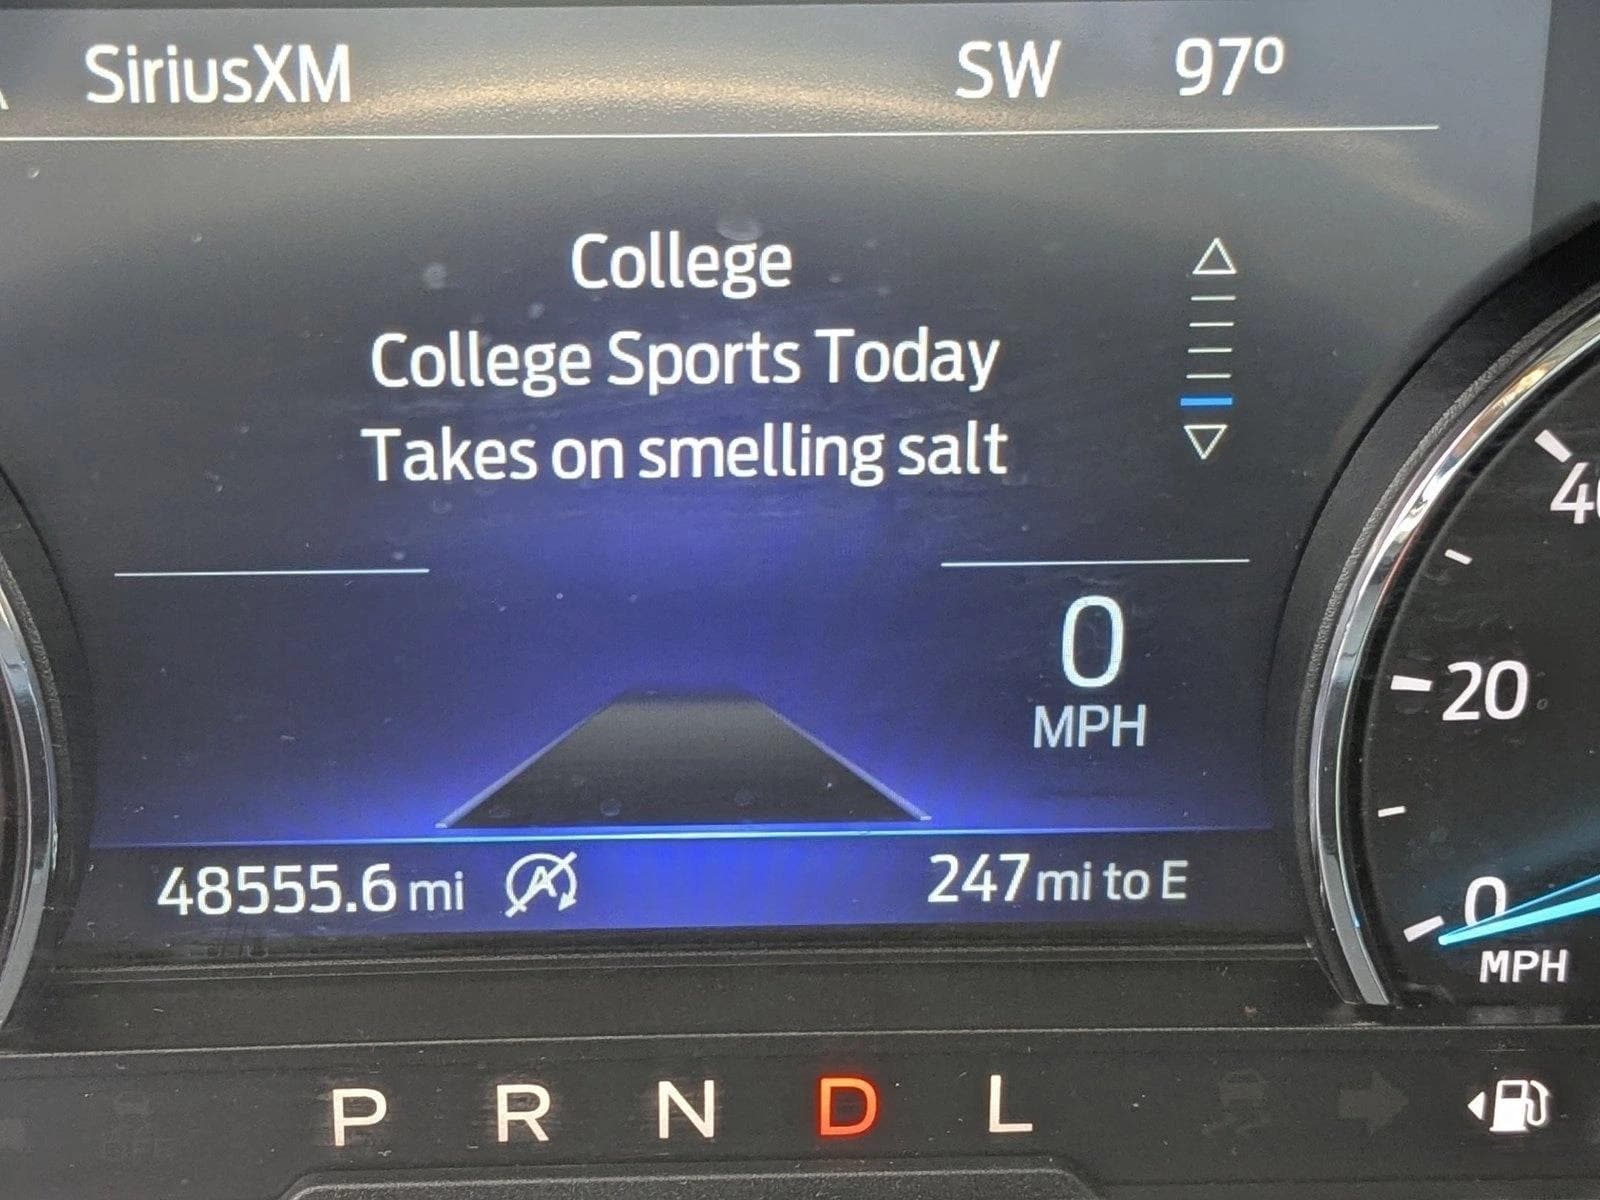 SiriusXM SW 97º
College
College Sports Today
Takes on smelling salt
0
MPH
48555.6 mi A 247 mi to E
20
0
MPH
P R N D L